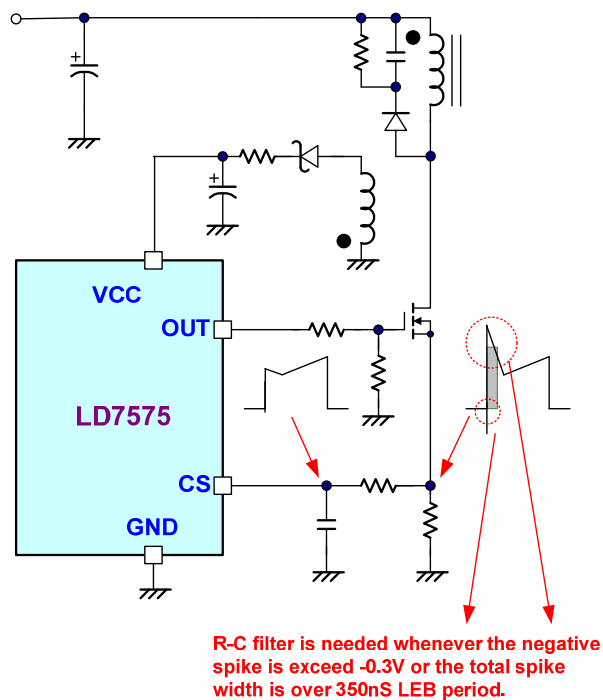 +
+
VCC
OUT
LD7575
CS
GND
R-C filter is needed whenever the negative
spike is exceed -0.3V or the total spike
width is over 350nS LEB period.